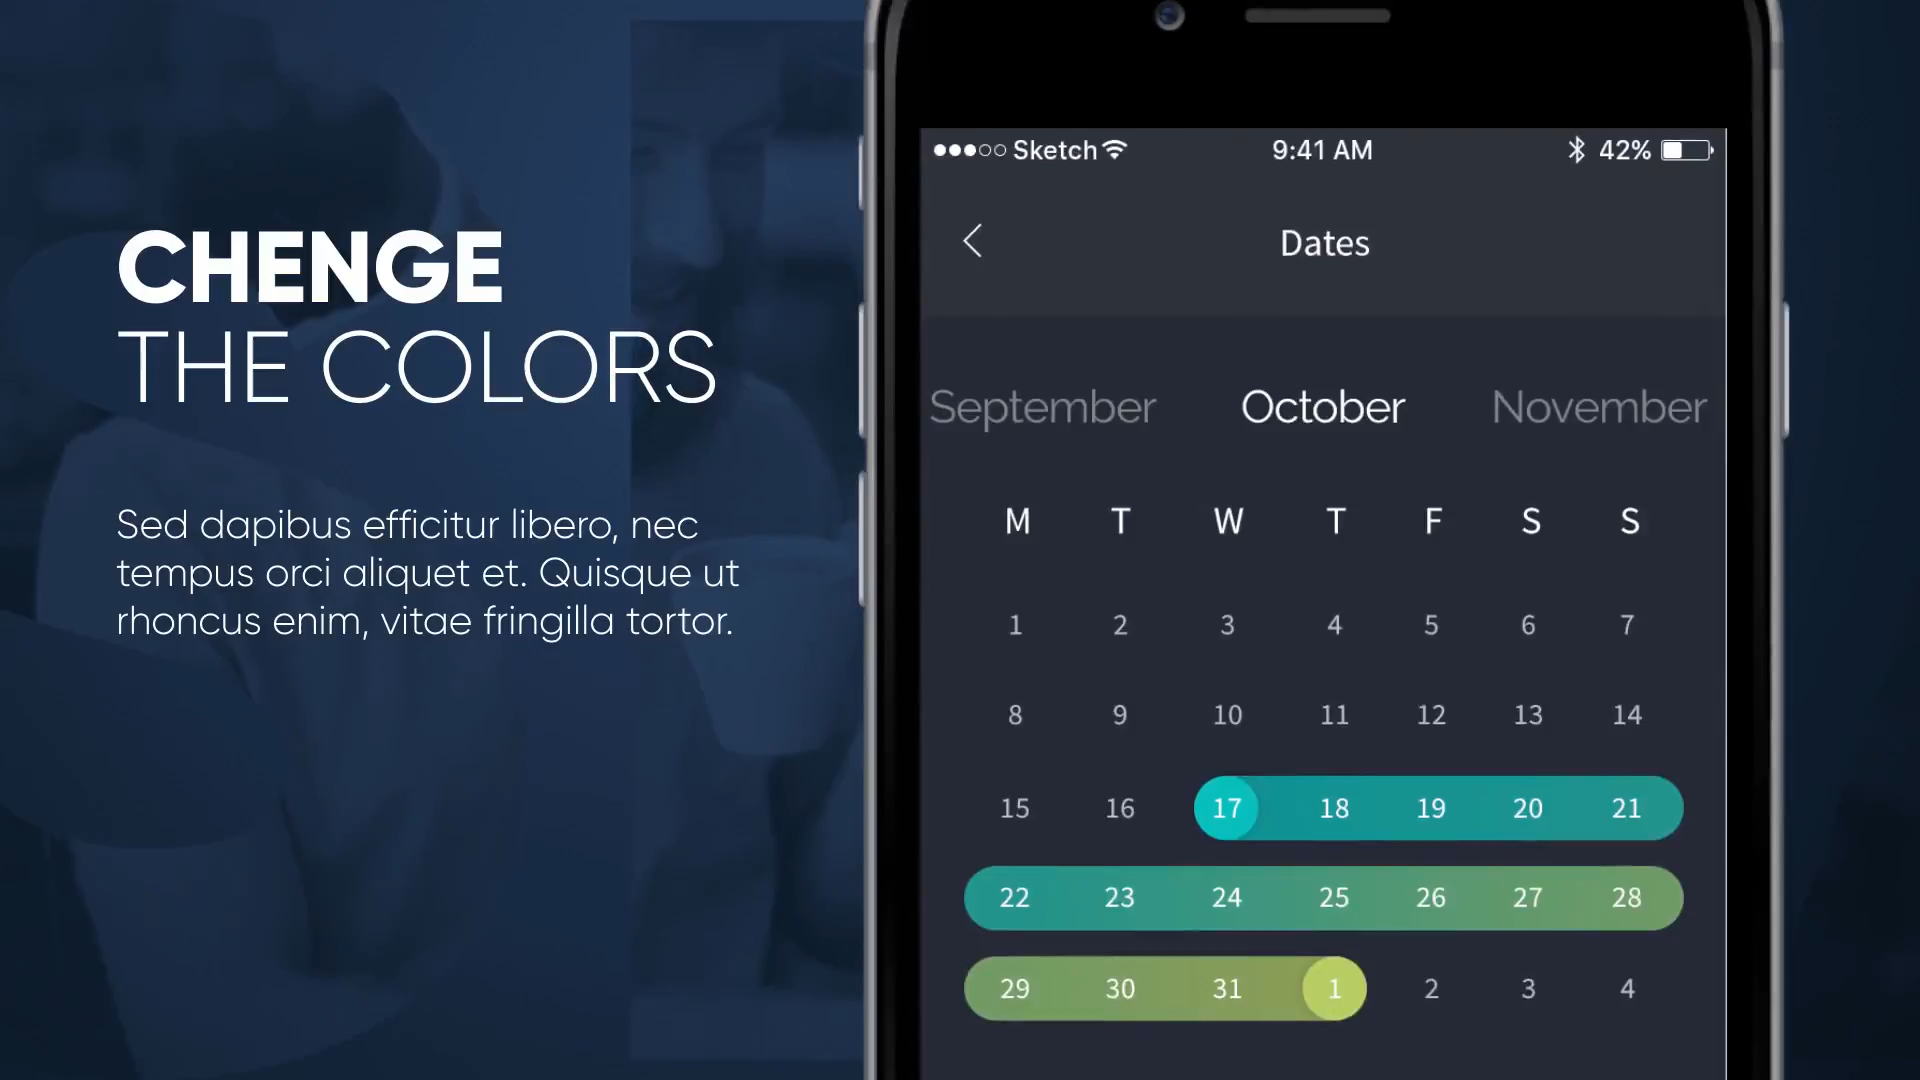 CHENGE
THE COLORS
Sed dapibus efficitur libero, nec
tempus orci aliquet et. Quisque ut
rhoncus enim, vitae fringilla tortor.
Sketch 9:41 AM 42%
Dates
September October November
M T W T F S S
1 2 3 4 5 6 7
8 9 10 11 12 13 14
15 16 17 18 19 20 21
22 23 24 25 26 27 28
29 30 31 1 2 3 4